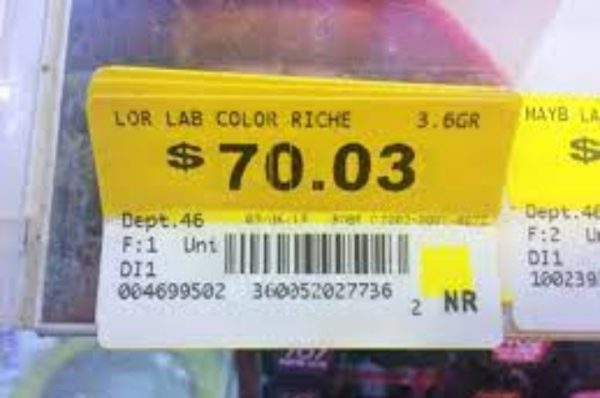 LOR LAB COLOR RICHE 3.6GR
$70.03
Dept.46
F:1 Uni
DI1
004699502 360052027736 2 NR
MAYB LA
$
Dept.46
F:2
DI1
100239